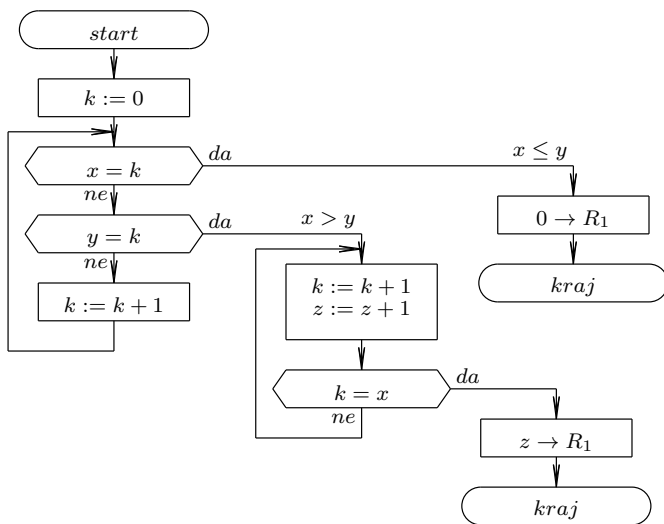 start
k := 0
x = k
da
x ≤ y
ne
0 → R₁
y = k
da
x > y
ne
kraj
k := k + 1
k := k + 1
z := z + 1
k = x
da
ne
z → R₁
kraj